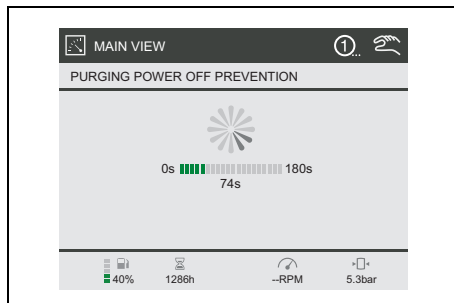 MAIN VIEW
1...
PURGING POWER OFF PREVENTION
0s 180s
74s
40% 1286h --RPM 5.3bar